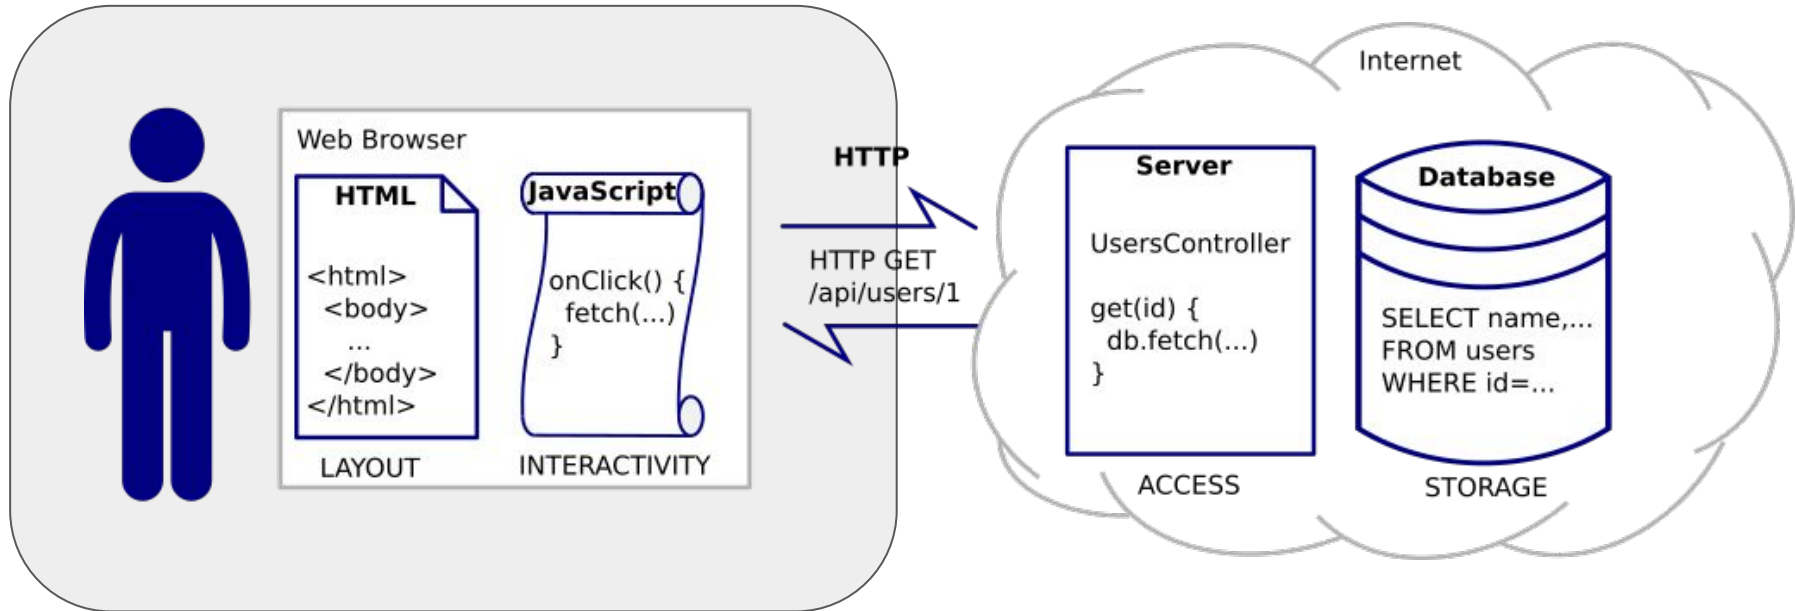 Web Browser
HTML
<html>
<body>
...
</body>
</html>
LAYOUT
JavaScript
onClick() {
fetch(...)
}
INTERACTIVITY
HTTP
HTTP GET
/api/users/1
Internet
Server
UsersController
get(id) {
db.fetch(...)
}
ACCESS
Database
SELECT name,...
FROM users
WHERE id=...
STORAGE